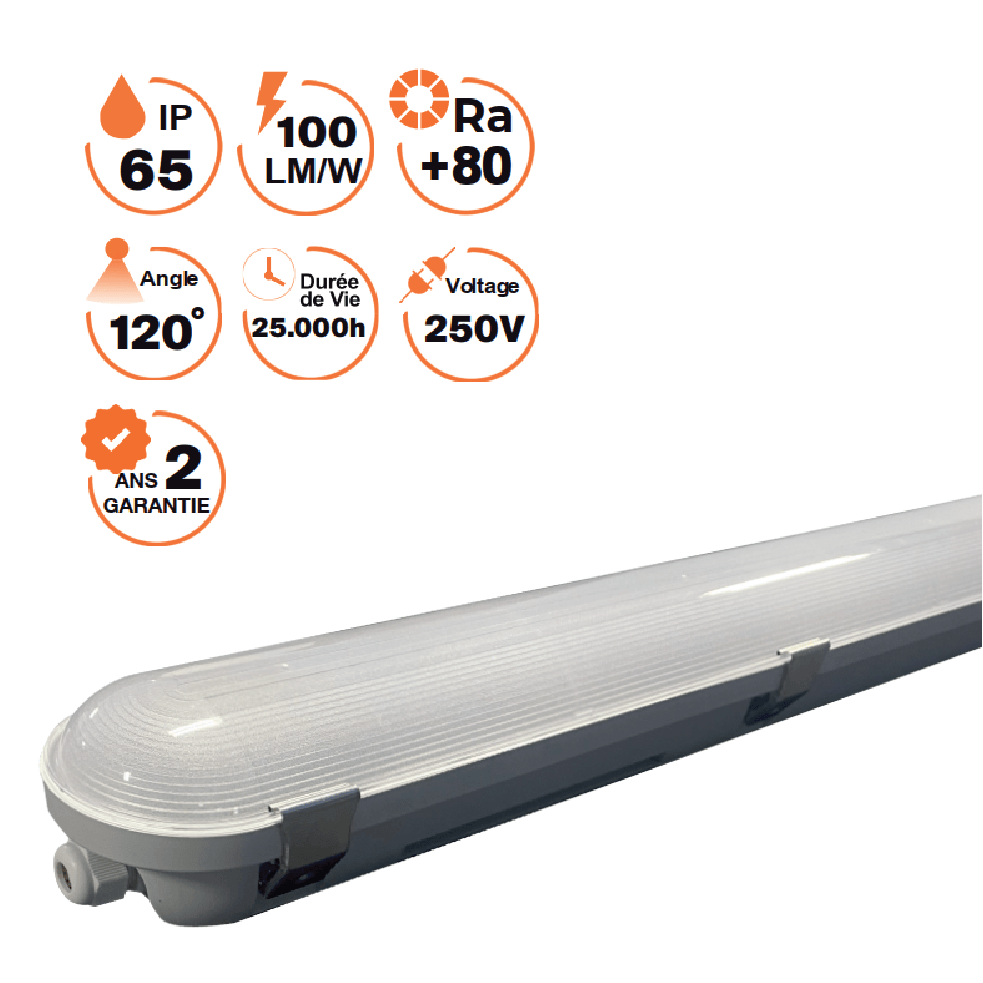 IP
65
100
LM/W
Ra
+80
Angle
120°
Durée
de Vie
25.000h
Voltage
250V
ANS 2
GARANTIE